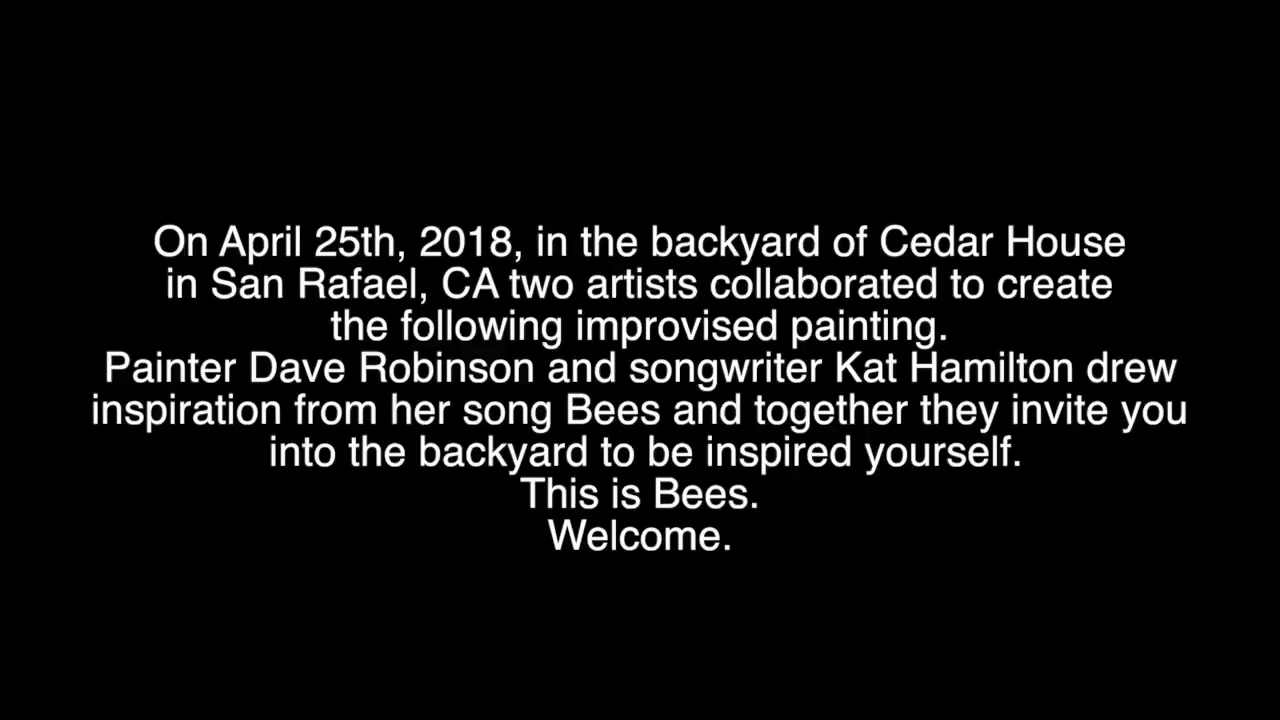 On April 25th, 2018, in the backyard of Cedar House
in San Rafael, CA two artists collaborated to create
the following improvised painting.
Painter Dave Robinson and songwriter Kat Hamilton drew
inspiration from her song Bees and together they invite you
into the backyard to be inspired yourself.
This is Bees.
Welcome.